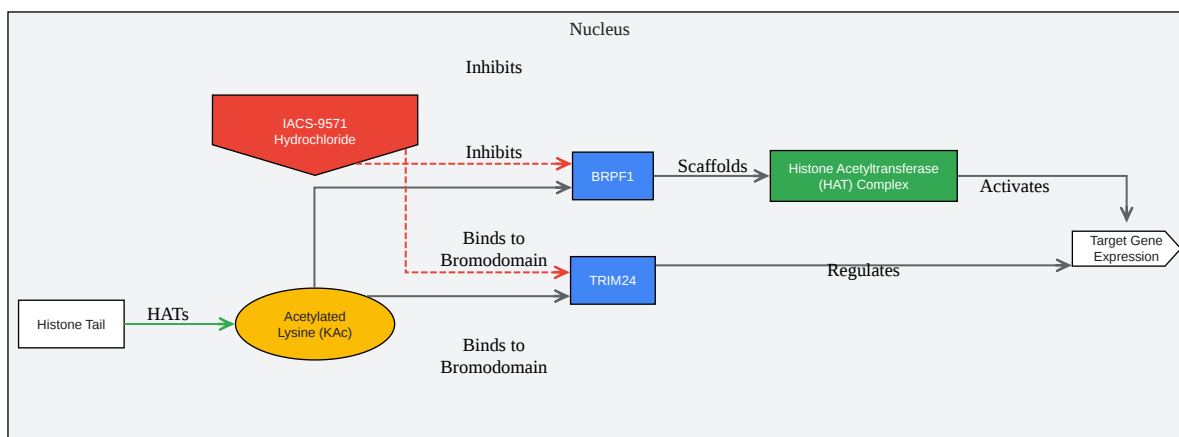 Nucleus
Inhibits
IACS-9571
Hydrochloride
Inhibits
BRPF1
Scaffolds
Histone Acetyltransferase
(HAT) Complex
Activates
Binds to
Bromodomain
TRIM24
Regulates
Target Gene
Expression
Histone Tail
HATs
Acetylated
Lysine (KAc)
Binds to
Bromodomain